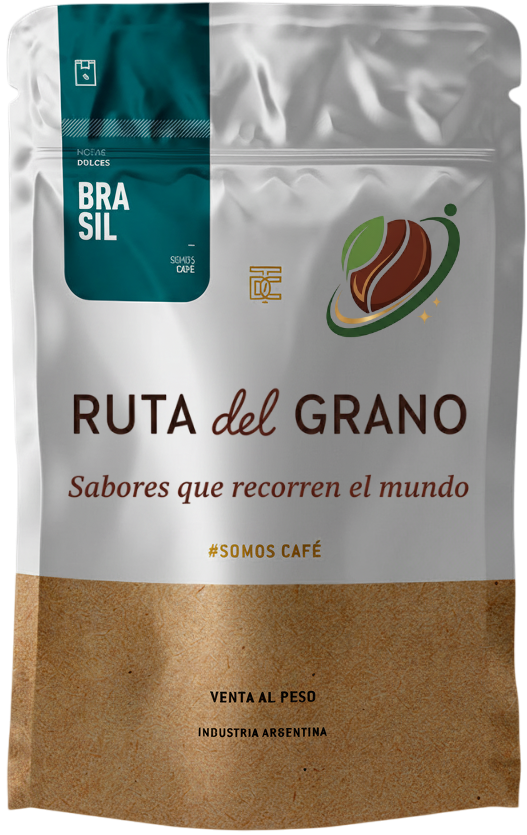 NOTAS
DOLCES
BRA
SIL
SOMOS
CAFÉ
RUTA del GRANO
Sabores que recorren el mundo
#SOMOS CAFÉ
VENTA AL PESO
INDUSTRIA ARGENTINA